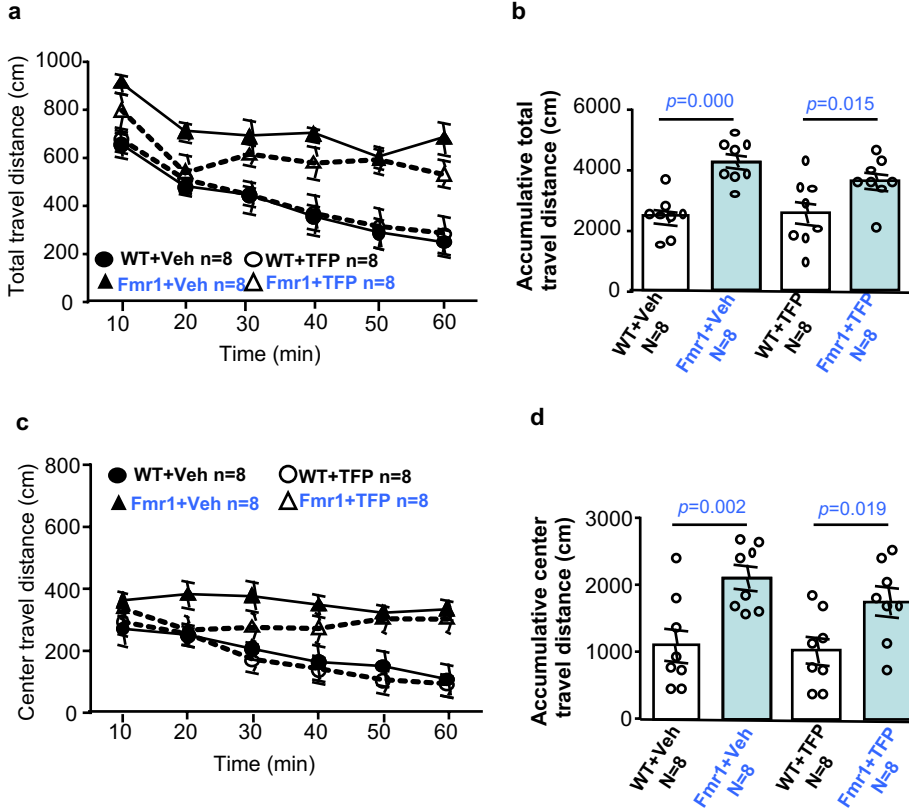 a
Total travel distance (cm)
1000
800
600
400
200
0
WT+Veh n=8
WT+TFP n=8
Fmr1+Veh n=8
Fmr1+TFP n=8
10 20 30 40 50 60
Time (min)
b
Accumulative total
travel distance (cm)
6000
4000
2000
0
p=0.000
p=0.015
WT+Veh
N=8
Fmr1+Veh
N=8
WT+TFP
N=8
Fmr1+TFP
N=8
c
Center travel distance (cm)
800
600
400
200
0
WT+Veh n=8
WT+TFP n=8
Fmr1+Veh n=8
Fmr1+TFP n=8
10 20 30 40 50 60
Time (min)
d
Accumulative center
travel distance (cm)
3000
2000
1000
0
p=0.002
p=0.019
WT+Veh
N=8
Fmr1+Veh
N=8
WT+TFP
N=8
Fmr1+TFP
N=8